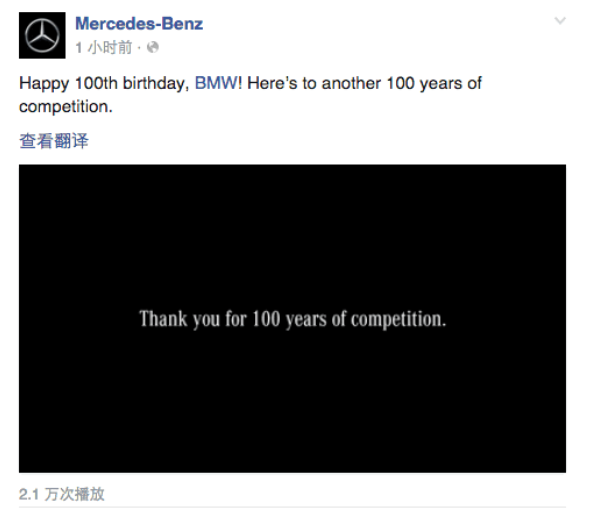 Mercedes-Benz
1 小时前 ·
Happy 100th birthday, BMW! Here's to another 100 years of
competition.
查看翻译
Thank you for 100 years of competition.
2.1 万次播放